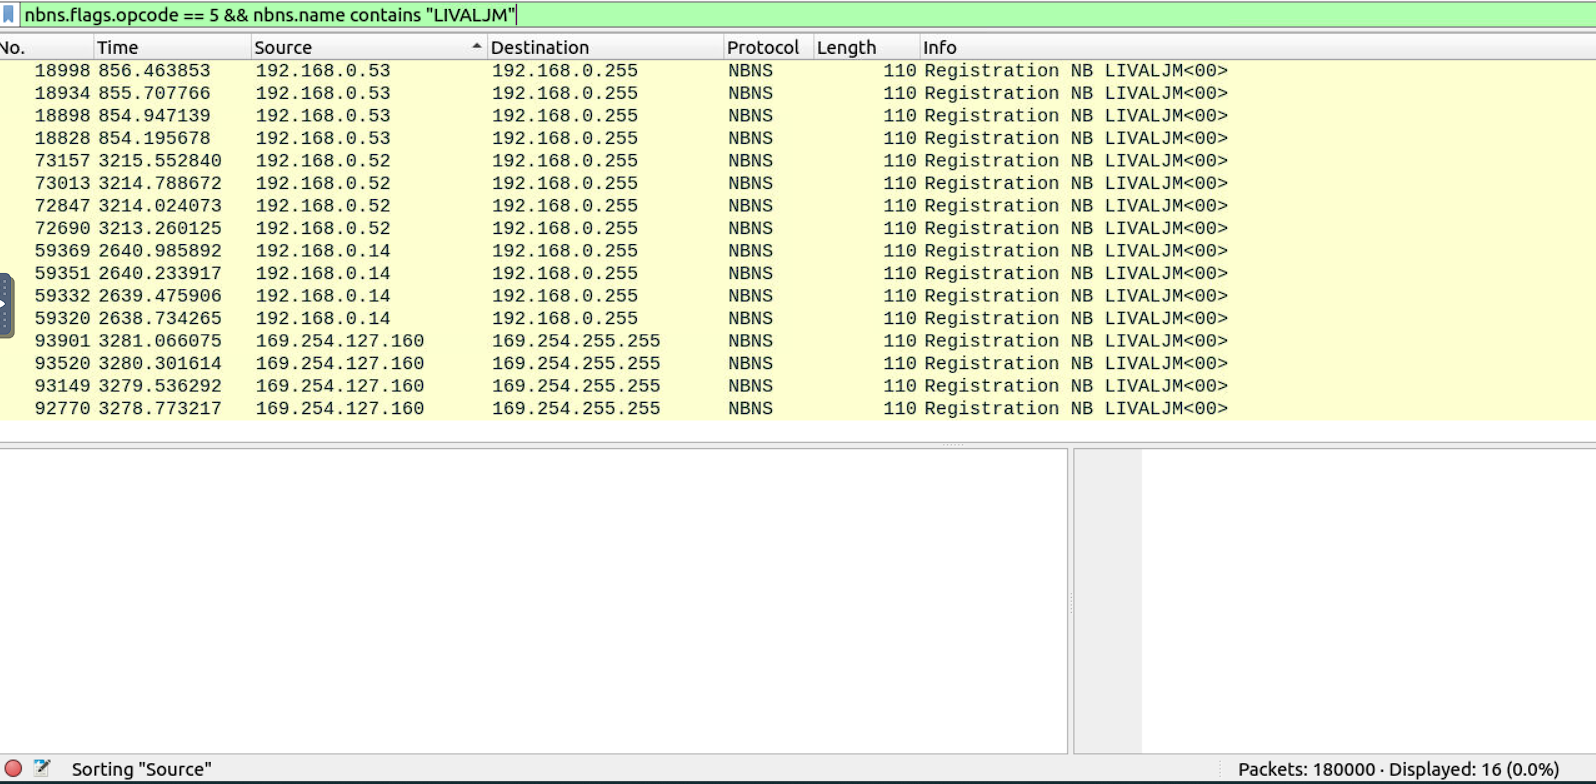 nbns.flags.opcode == 5 && nbns.name contains "LIVALJM"
No. Time Source Destination Protocol Length Info
18998 856.463853 192.168.0.53 192.168.0.255 NBNS 110 Registration NB LIVALJM<00>
18934 855.707766 192.168.0.53 192.168.0.255 NBNS 110 Registration NB LIVALJM<00>
18898 854.947139 192.168.0.53 192.168.0.255 NBNS 110 Registration NB LIVALJM<00>
18828 854.195678 192.168.0.53 192.168.0.255 NBNS 110 Registration NB LIVALJM<00>
73157 3215.552840 192.168.0.52 192.168.0.255 NBNS 110 Registration NB LIVALJM<00>
73013 3214.788672 192.168.0.52 192.168.0.255 NBNS 110 Registration NB LIVALJM<00>
72847 3214.024073 192.168.0.52 192.168.0.255 NBNS 110 Registration NB LIVALJM<00>
72690 3213.260125 192.168.0.52 192.168.0.255 NBNS 110 Registration NB LIVALJM<00>
59369 2640.985892 192.168.0.14 192.168.0.255 NBNS 110 Registration NB LIVALJM<00>
59351 2640.233917 192.168.0.14 192.168.0.255 NBNS 110 Registration NB LIVALJM<00>
59332 2639.475906 192.168.0.14 192.168.0.255 NBNS 110 Registration NB LIVALJM<00>
59320 2638.734265 192.168.0.14 192.168.0.255 NBNS 110 Registration NB LIVALJM<00>
93901 3281.066075 169.254.127.160 169.254.255.255 NBNS 110 Registration NB LIVALJM<00>
93520 3280.301614 169.254.127.160 169.254.255.255 NBNS 110 Registration NB LIVALJM<00>
93149 3279.536292 169.254.127.160 169.254.255.255 NBNS 110 Registration NB LIVALJM<00>
92770 3278.773217 169.254.127.160 169.254.255.255 NBNS 110 Registration NB LIVALJM<00>
Sorting "Source" Packets: 180000 · Displayed: 16 (0.0%)